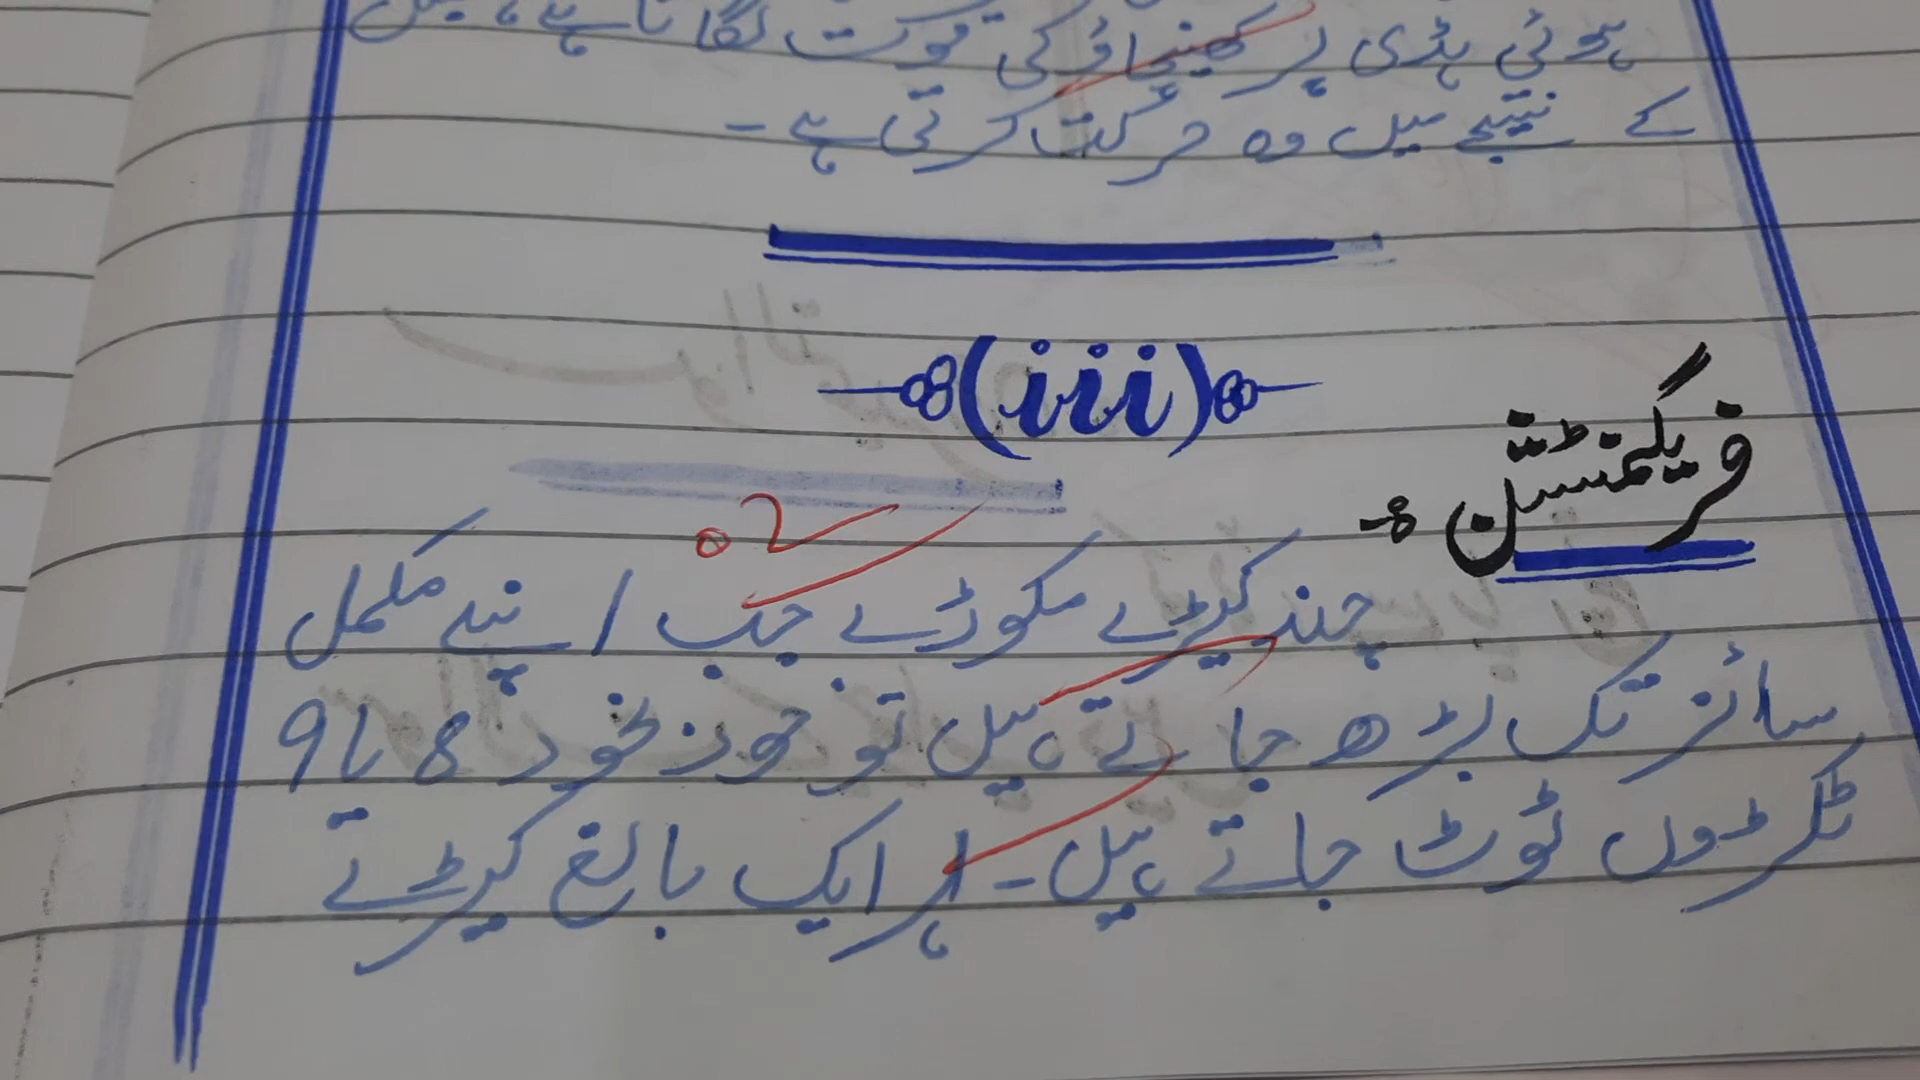 ہوئی ہڈی پر کھینچاؤ کی قوت لگاتا ہے، جس
کے نتیجے میں وہ حرکت کرتی ہے۔
(iii)
فریگمنٹیشن :-
چند کیڑے مکوڑے جب اپنے مکمل
سائز تک بڑھ جاتے ہیں تو خود بخود 8 یا 9
ٹکڑوں ٹوٹ جاتے ہیں۔ ہر ایک بالغ کیڑے